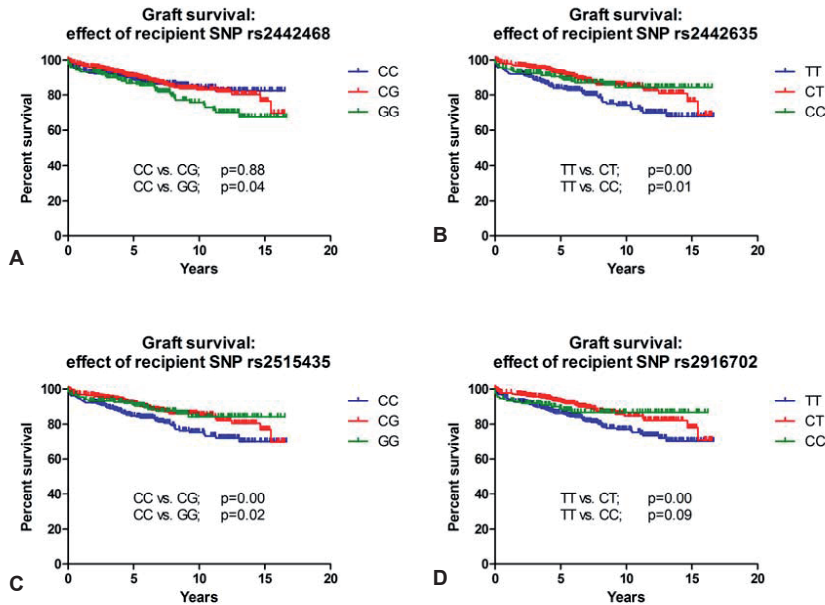 Graft survival:
effect of recipient SNP rs2442468
Percent survival
100
80
60
40
20
0
0
5
10
15
20
Years
CC
CG
GG
CC vs. CG; p=0.88
CC vs. GG; p=0.04
A
Graft survival:
effect of recipient SNP rs2442635
Percent survival
100
80
60
40
20
0
0
5
10
15
20
Years
TT
CT
CC
TT vs. CT; p=0.00
TT vs. CC; p=0.01
B
Graft survival:
effect of recipient SNP rs2515435
Percent survival
100
80
60
40
20
0
0
5
10
15
20
Years
CC
CG
GG
CC vs. CG; p=0.00
CC vs. GG; p=0.02
C
Graft survival:
effect of recipient SNP rs2916702
Percent survival
100
80
60
40
20
0
0
5
10
15
20
Years
TT
CT
CC
TT vs. CT; p=0.00
TT vs. CC; p=0.09
D